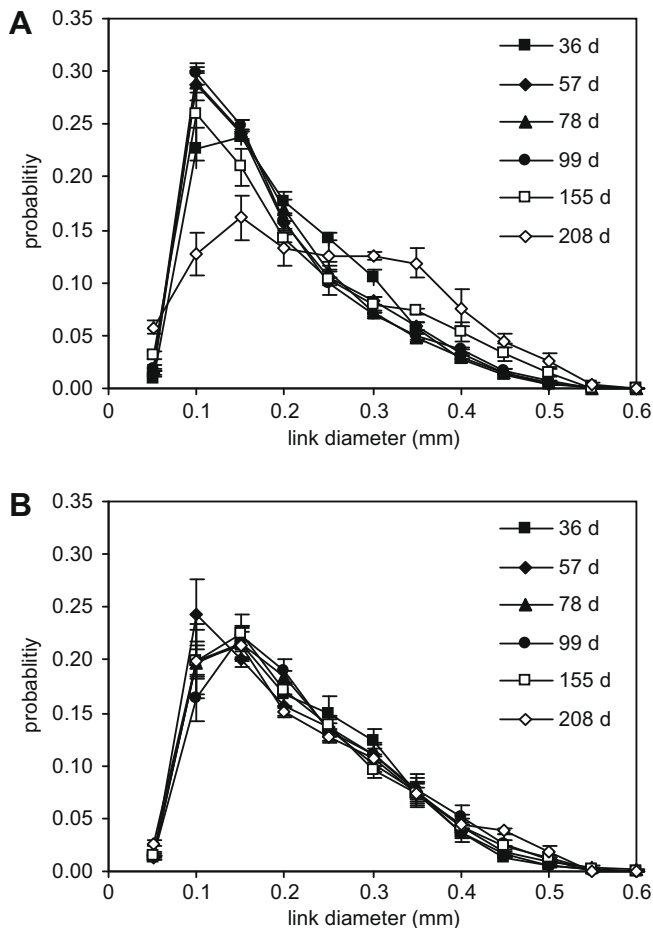 A
0.35
0.30
0.25
0.20
0.15
0.10
0.05
0.00
probablitiy
36 d
57 d
78 d
99 d
155 d
208 d
0 0.1 0.2 0.3 0.4 0.5 0.6
link diameter (mm)
B
0.35
0.30
0.25
0.20
0.15
0.10
0.05
0.00
probablitiy
36 d
57 d
78 d
99 d
155 d
208 d
0 0.1 0.2 0.3 0.4 0.5 0.6
link diameter (mm)